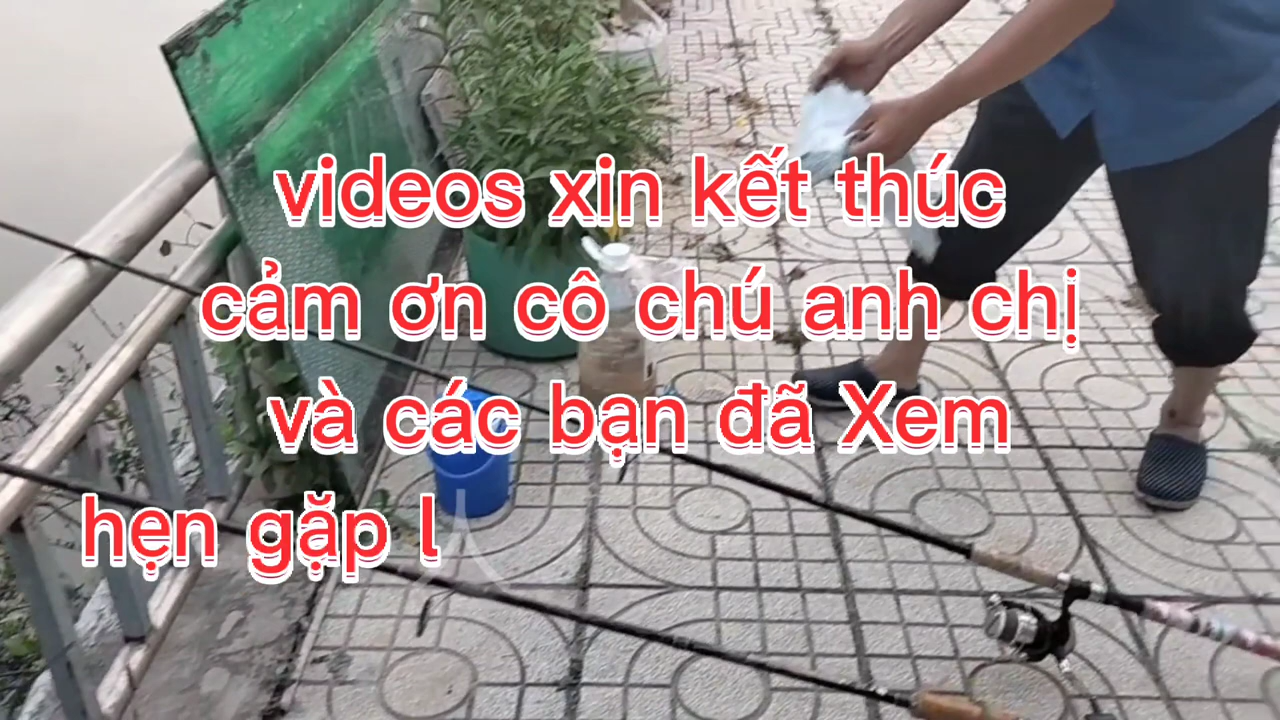 videos xin kết thúc
cảm ơn cô chú anh chị
và các bạn đã Xem
hẹn gặp l